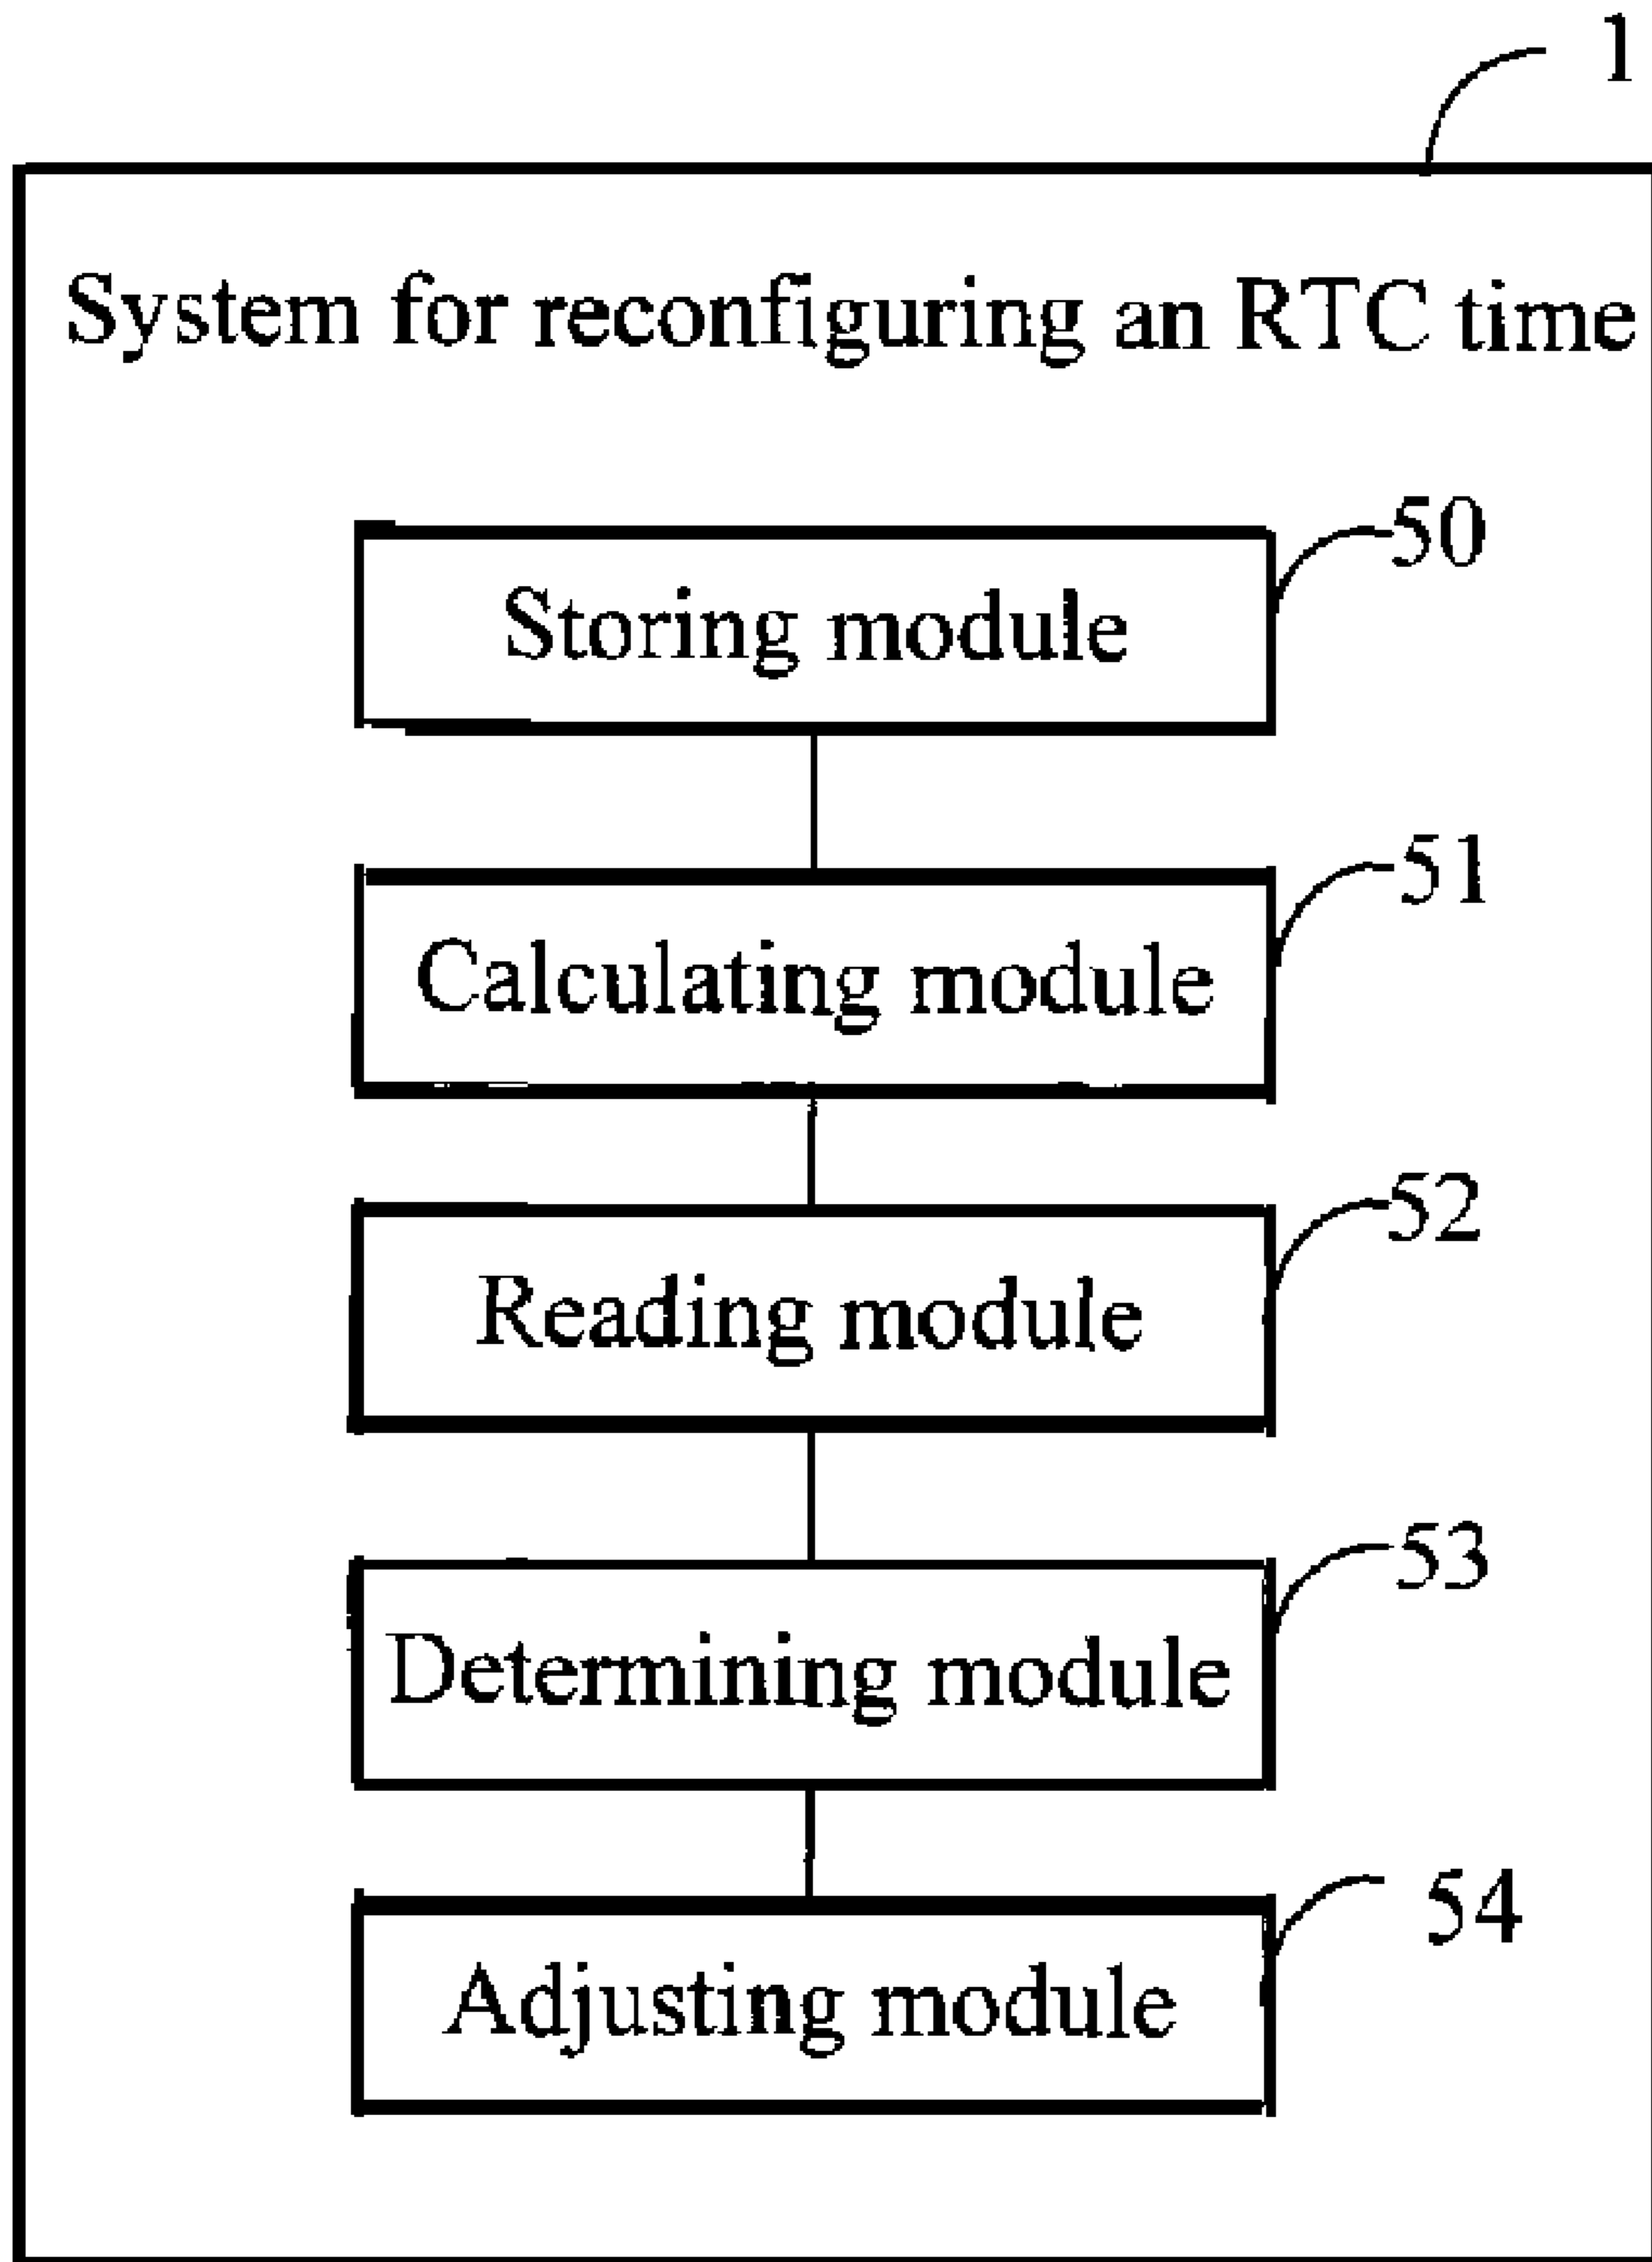 1
System for reconfiguring an RTC time
50
Storing module
51
Calculating module
52
Reading module
53
Determining module
54
Adjusting module